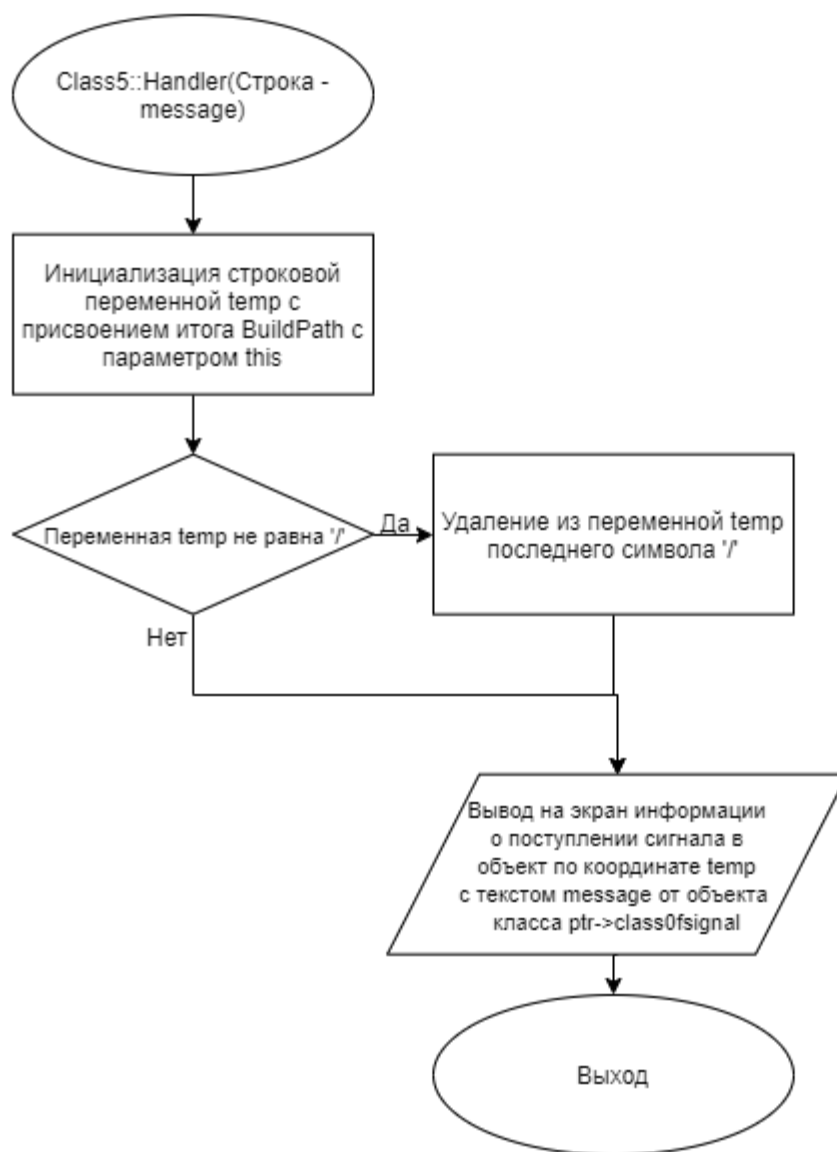 Class5::Handler(Строка -
message)
Инициализация строковой
переменной temp с
присвоением итога BuildPath с
параметром this
Переменная temp не равна '/'
Да
Удаление из переменной temp
последнего символа '/'
Нет
Вывод на экран информации
о поступлении сигнала в
объект по координате temp
с текстом message от объекта
класса ptr->class0fsignal
Выход